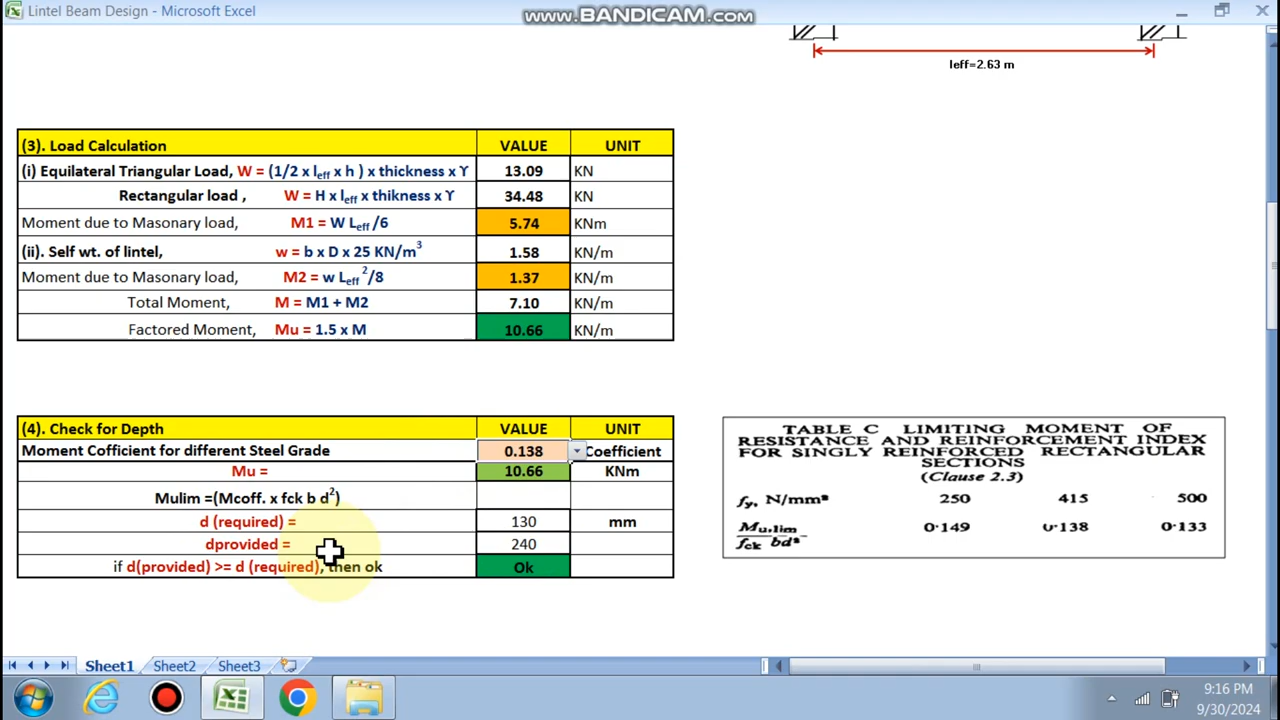 Lintel Beam Design - Microsoft Excel
www.BANDICAM.com
leff=2.63 m
(3). Load Calculation VALUE UNIT
(i) Equilateral Triangular Load, W = (1/2 x leff x h ) x thickness x ϒ 13.09 KN
Rectangular load , W = H x leff x thikness x ϒ 34.48 KN
Moment due to Masonary load, M1 = W Leff /6 5.74 KNm
(ii). Self wt. of lintel, w = b x D x 25 KN/m³ 1.58 KN/m
Moment due to Masonary load, M2 = w Leff²/8 1.37 KN/m
Total Moment, M = M1 + M2 7.10 KN/m
Factored Moment, Mu = 1.5 x M 10.66 KN/m
(4). Check for Depth VALUE UNIT
Moment Cofficient for different Steel Grade 0.138 Coefficient
Mu = 10.66 KNm
Mulim =(Mcoff. x fck b d²)
d (required) = 130 mm
dprovided = 240
if d(provided) >= d (required), then ok Ok
TABLE C LIMITING MOMENT OF
RESISTANCE AND REINFORCEMENT INDEX
FOR SINGLY REINFORCED RECTANGULAR
SECTIONS
(Clause 2.3)
fy, N/mm² 250 415 500
Mu,lim / fck bd² 0·149 0·138 0·133
Sheet1 Sheet2 Sheet3
9:16 PM
9/30/2024